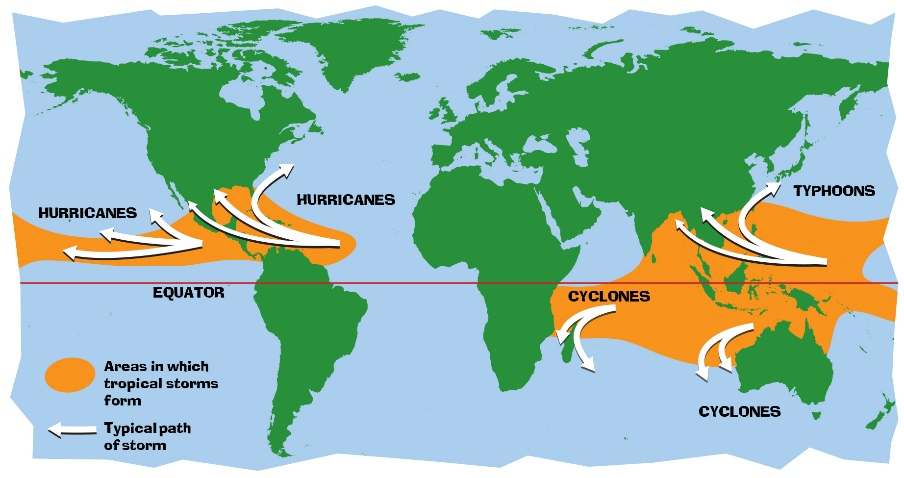 HURRICANES
HURRICANES
TYPHOONS
EQUATOR
CYCLONES
CYCLONES
Areas in which
tropical storms
form
Typical path
of storm